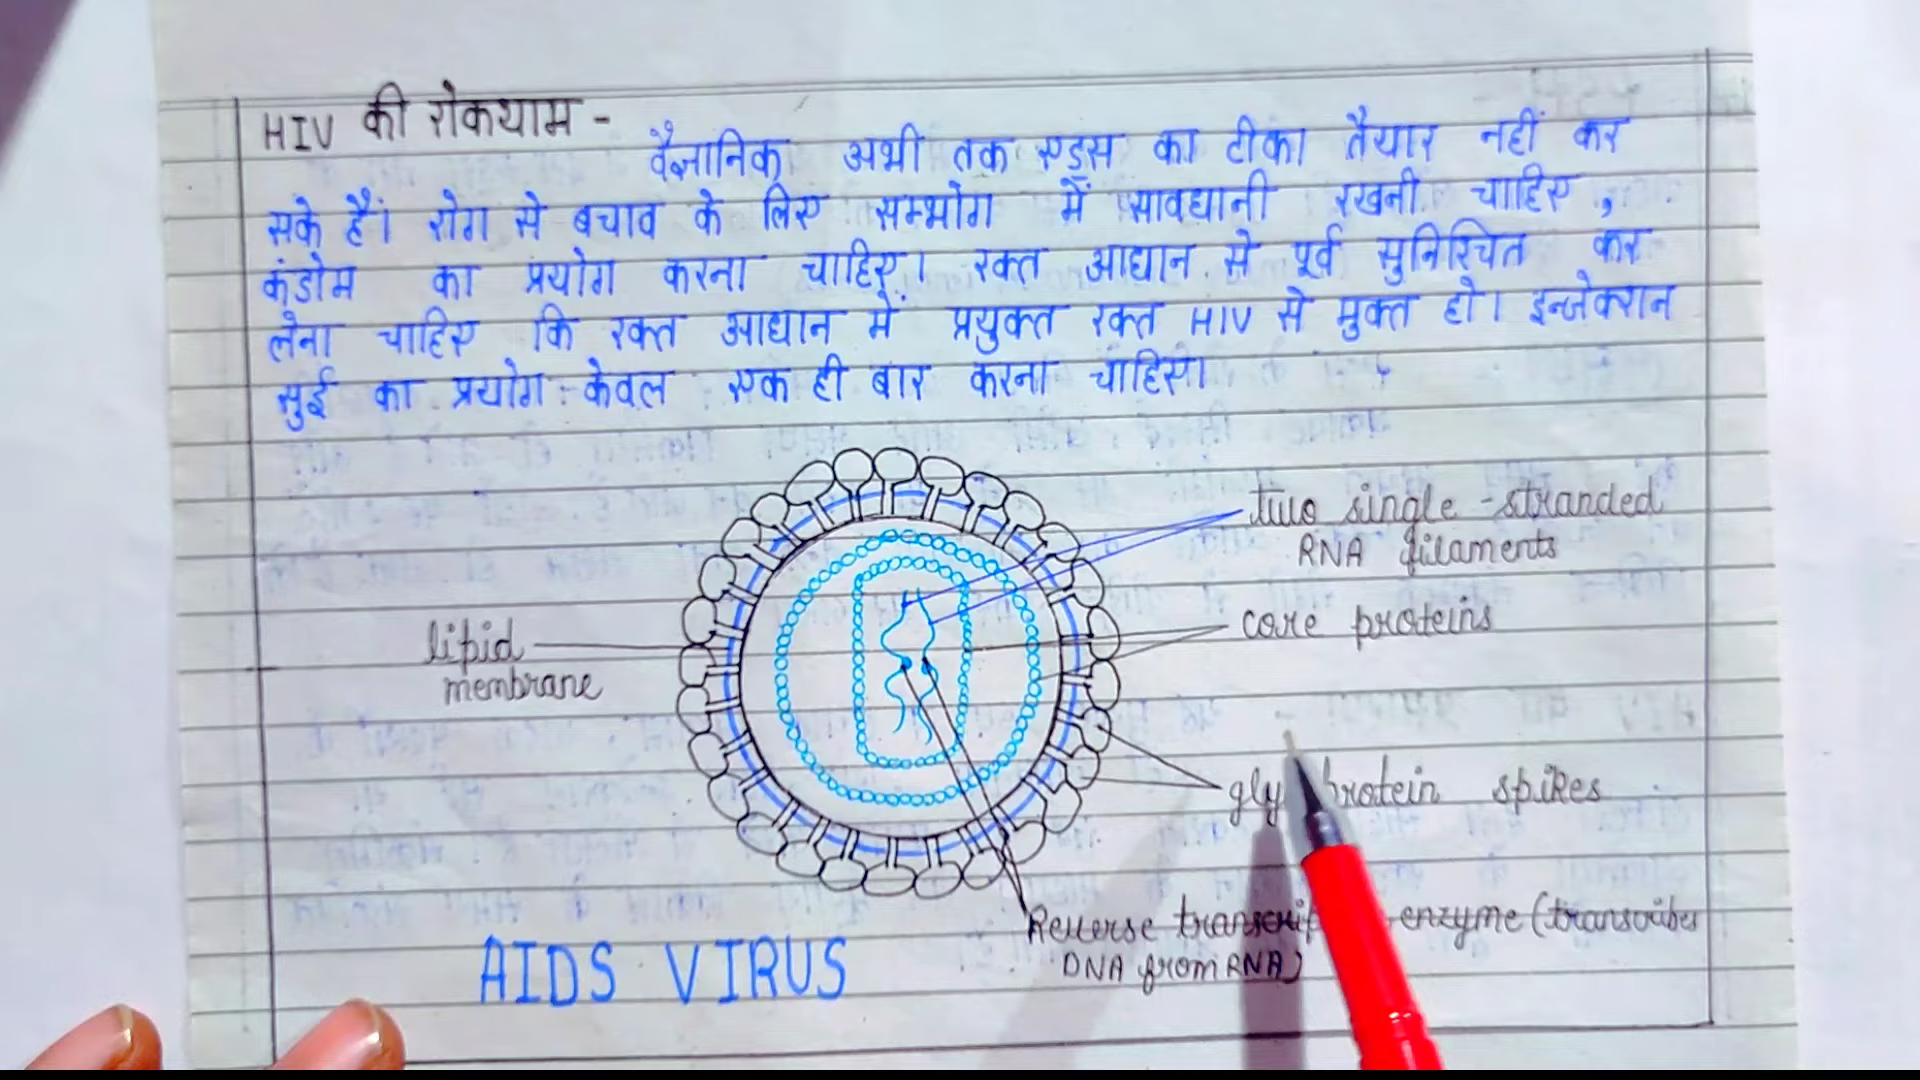 HIV की रोकथाम -
वैज्ञानिक अभी तक एड्स का टीका तैयार नहीं कर
सके हैं। रोग से बचाव के लिए सम्भोग में सावधानी रखनी चाहिए,
कंडोम का प्रयोग करना चाहिए। रक्त आधान से पूर्व सुनिश्चित कर
लेना चाहिए कि रक्त आधान में प्रयुक्त रक्त HIV से मुक्त हो। इन्जेक्शन
सुई का प्रयोग केवल एक ही बार करना चाहिए।
two single-stranded
RNA filaments
core proteins
lipid
membrane
spikes
Reverse enzyme (transcribes
DNA from RNA)
AIDS VIRUS